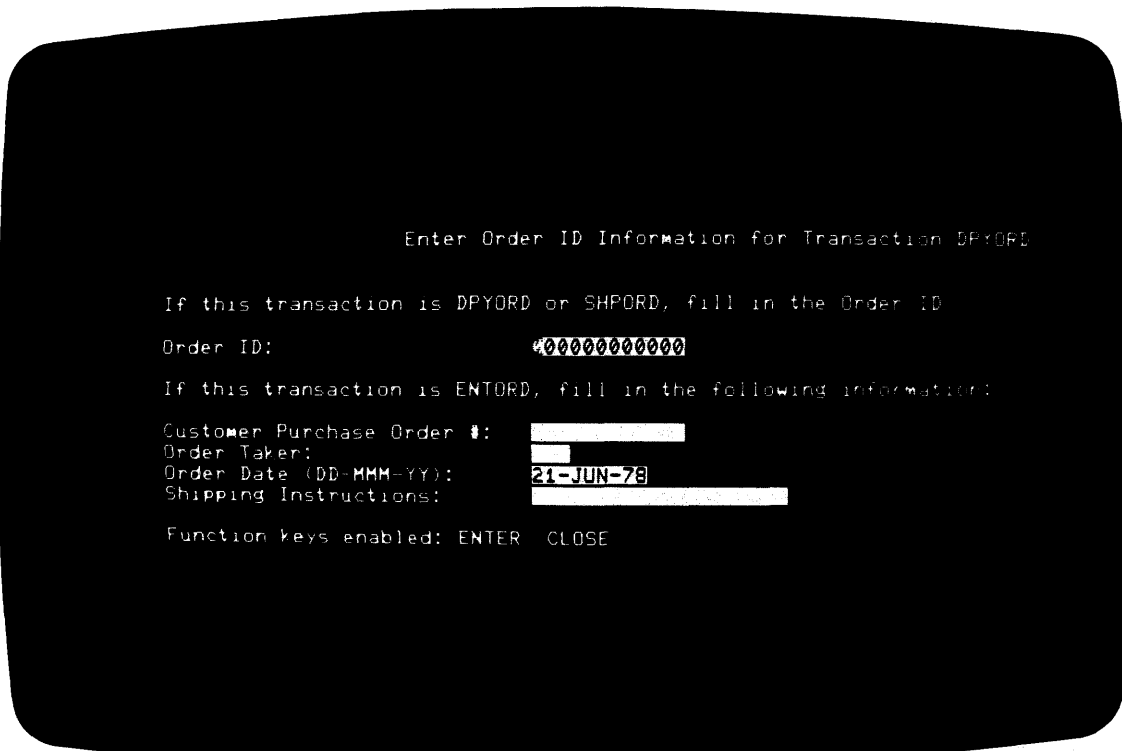 Enter Order ID Information for Transaction DPYORD
If this transaction is DPYORD or SHPORD, fill in the Order ID
Order ID: 000000000000
If this transaction is ENTORD, fill in the following information:
Customer Purchase Order #:
Order Taker:
Order Date (DD-MMM-YY): 21-JUN-78
Shipping Instructions:
Function keys enabled: ENTER CLOSE